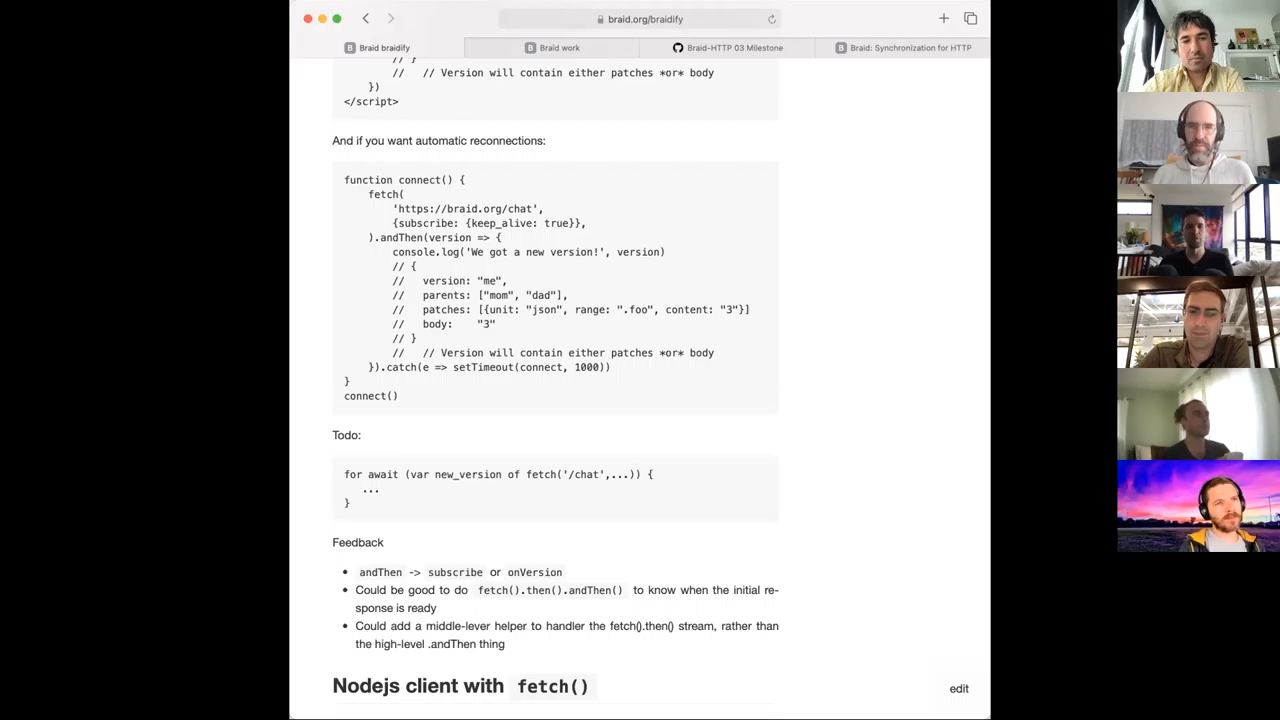 braid.org/braidify
Braid braidify
Braid work
Braid-HTTP 03 Milestone
Braid: Synchronization for HTTP
// }
//   // Version will contain either patches *or* body
})
</script>
And if you want automatic reconnections:
function connect() {
fetch(
'https://braid.org/chat',
{subscribe: {keep_alive: true}},
).andThen(version => {
console.log('We got a new version!', version)
// {
//   version: "me",
//   parents: ["mom", "dad"],
//   patches: [{unit: "json", range: ".foo", content: "3"}]
//   body:    "3"
// }
//   // Version will contain either patches *or* body
}).catch(e => setTimeout(connect, 1000))
}
connect()
Todo:
for await (var new_version of fetch('/chat',...)) {
...
}
Feedback
• andThen -> subscribe or onVersion
• Could be good to do fetch().then().andThen() to know when the initial re-
sponse is ready
• Could add a middle-lever helper to handler the fetch().then() stream, rather than
the high-level .andThen thing
Nodejs client with fetch()
edit